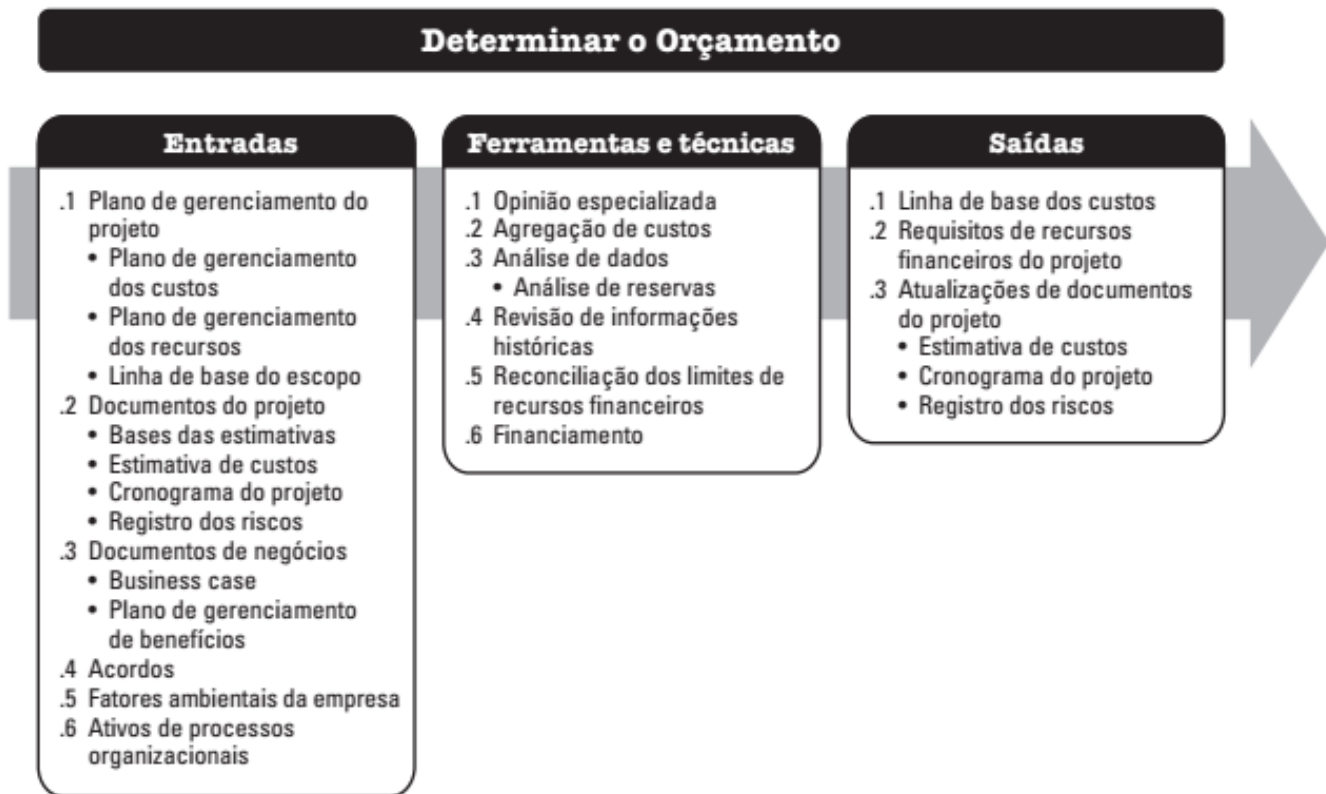 Determinar o Orçamento
Entradas
.1 Plano de gerenciamento do
projeto
• Plano de gerenciamento
dos custos
• Plano de gerenciamento
dos recursos
• Linha de base do escopo
.2 Documentos do projeto
• Bases das estimativas
• Estimativa de custos
• Cronograma do projeto
• Registro dos riscos
.3 Documentos de negócios
• Business case
• Plano de gerenciamento
de benefícios
.4 Acordos
.5 Fatores ambientais da empresa
.6 Ativos de processos
organizacionais
Ferramentas e técnicas
.1 Opinião especializada
.2 Agregação de custos
.3 Análise de dados
• Análise de reservas
.4 Revisão de informações
históricas
.5 Reconciliação dos limites de
recursos financeiros
.6 Financiamento
Saídas
.1 Linha de base dos custos
.2 Requisitos de recursos
financeiros do projeto
.3 Atualizações de documentos
do projeto
• Estimativa de custos
• Cronograma do projeto
• Registro dos riscos